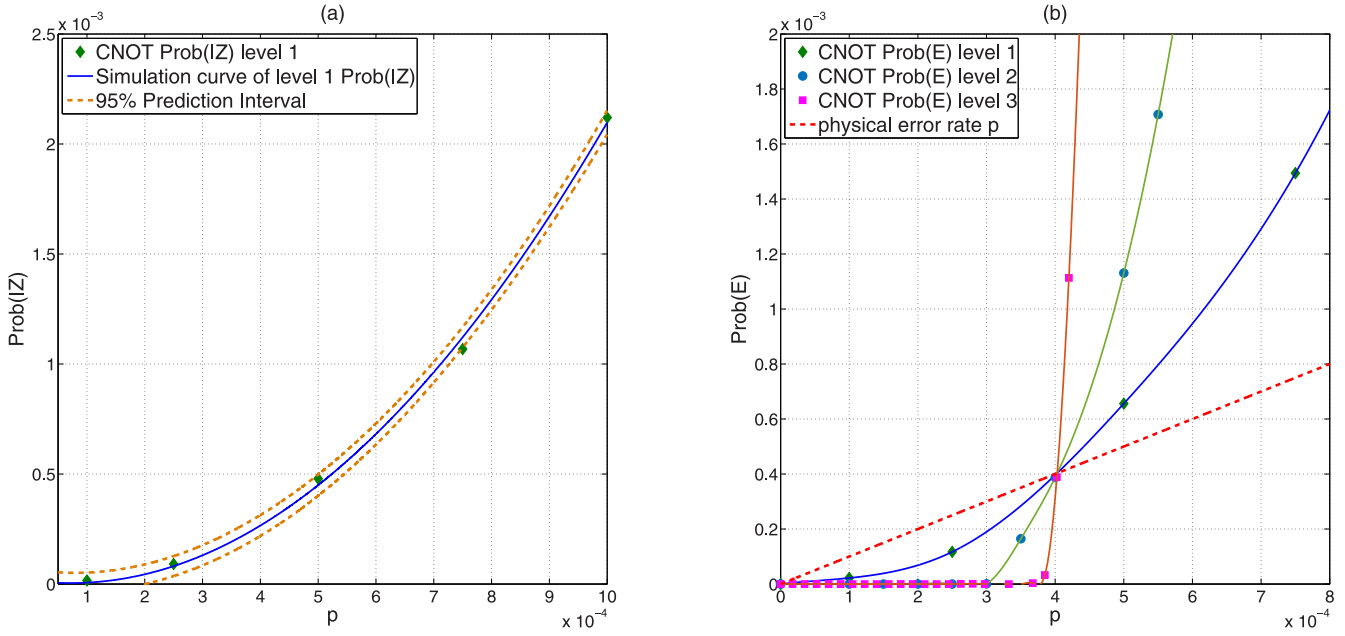 (a)
x 10⁻³
2.5
2
1.5
1
0.5
0
CNOT Prob(IZ) level 1
Simulation curve of level 1 Prob(IZ)
95% Prediction Interval
Prob(IZ)
1 2 3 4 5 6 7 8 9 10
p
x 10⁻⁴
(b)
x 10⁻³
2
1.8
1.6
1.4
1.2
1
0.8
0.6
0.4
0.2
0
CNOT Prob(E) level 1
CNOT Prob(E) level 2
CNOT Prob(E) level 3
physical error rate p
Prob(E)
0 1 2 3 4 5 6 7 8
p
x 10⁻⁴